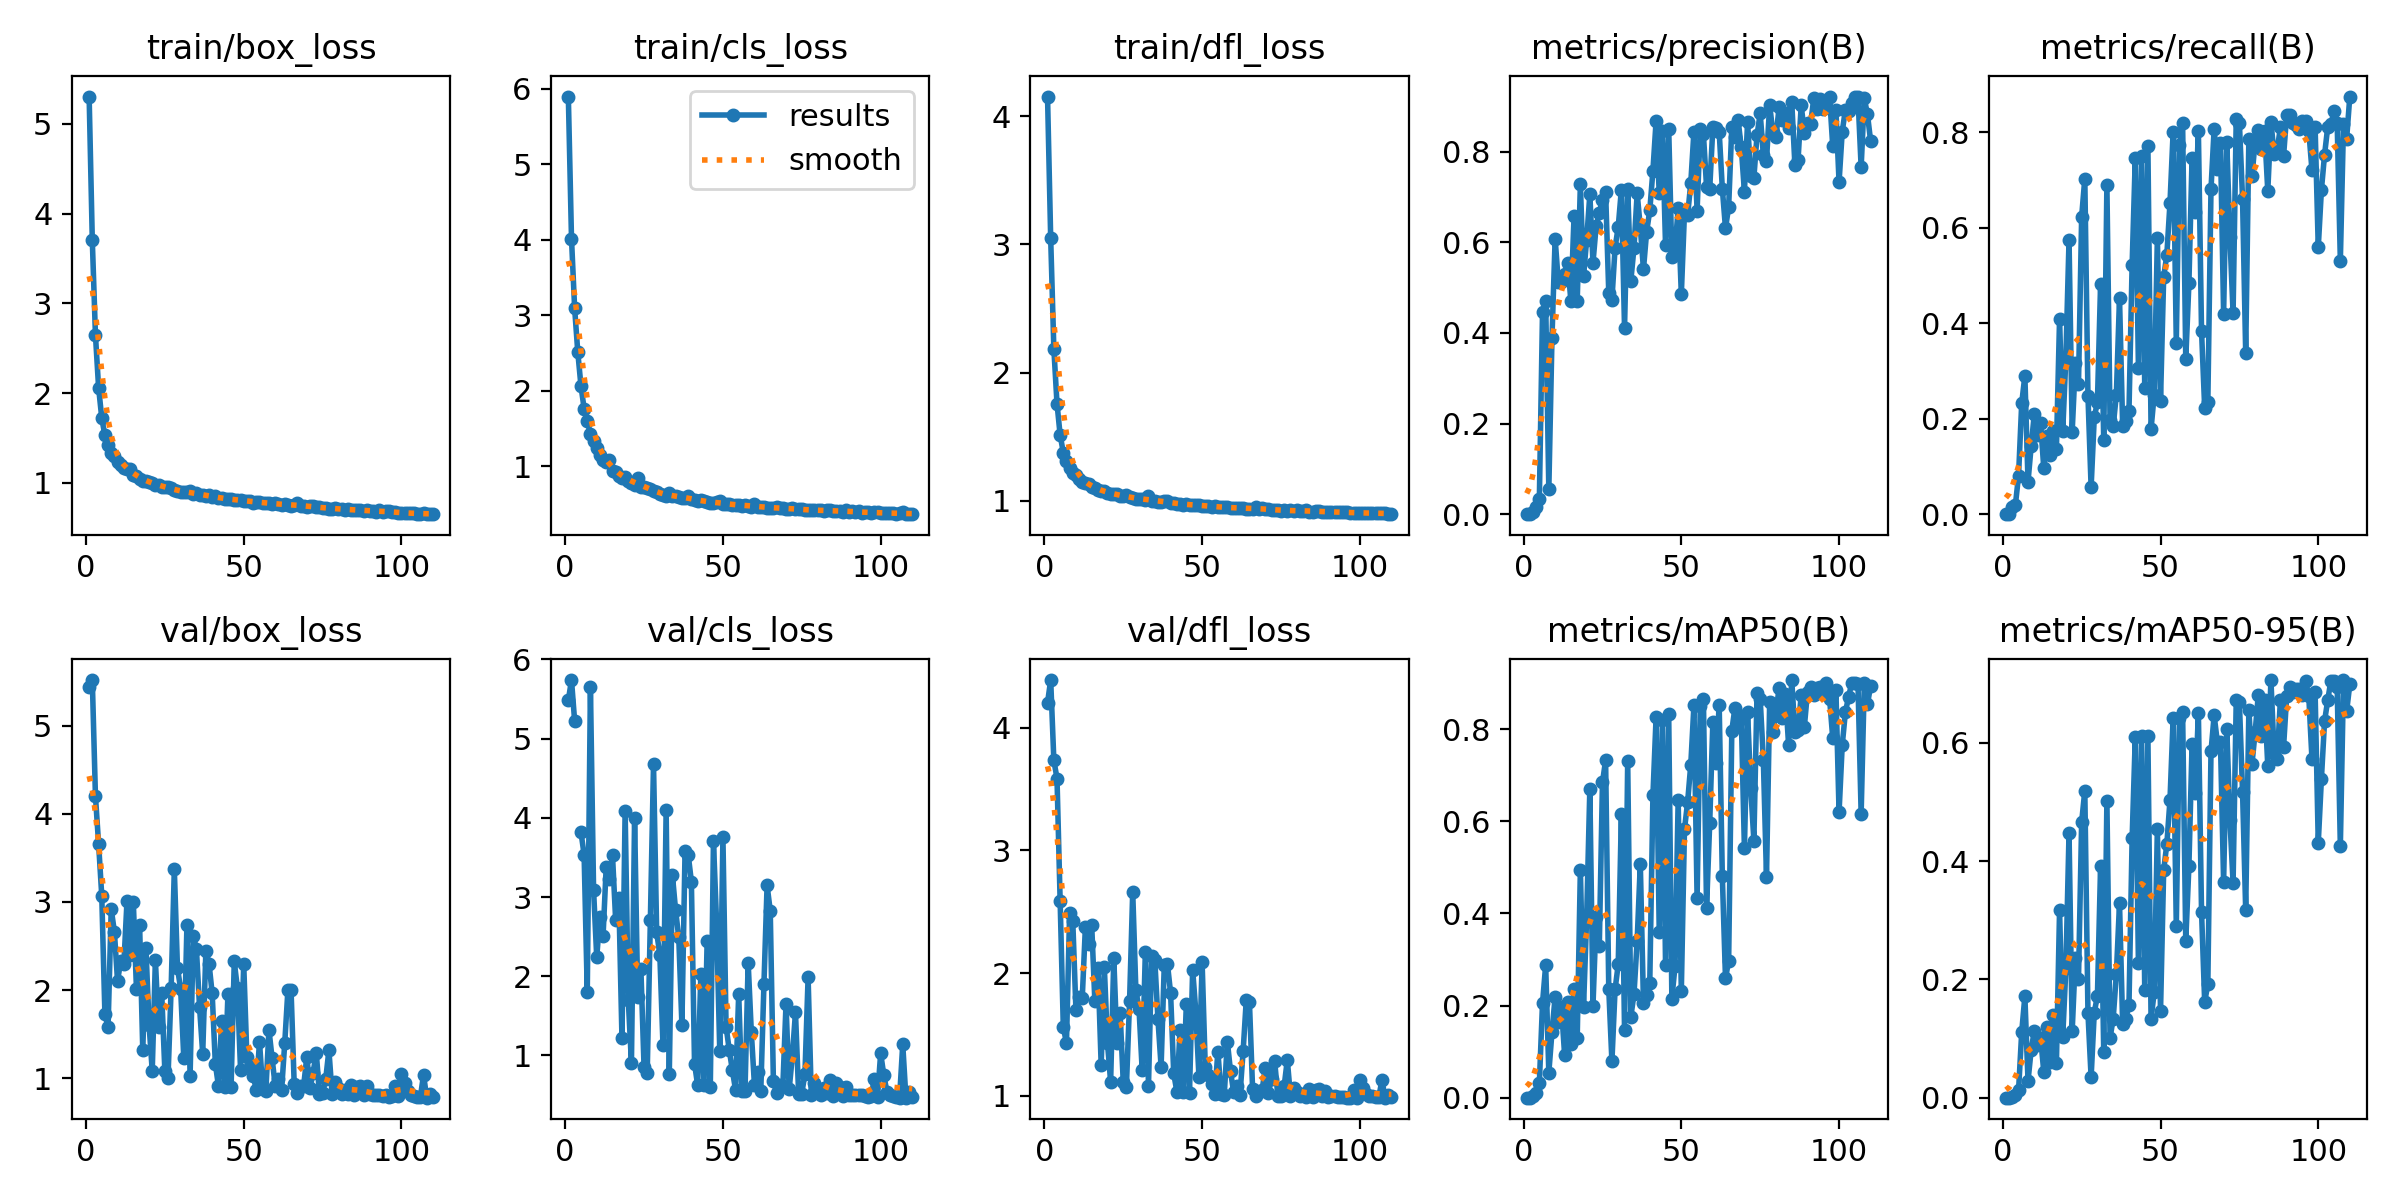 train/box_loss
train/cls_loss
train/dfl_loss
metrics/precision(B)
metrics/recall(B)
5
4
3
2
1
0 50 100
6
5
4
3
2
1
results
smooth
0 50 100
4
3
2
1
0 50 100
0.8
0.6
0.4
0.2
0.0
0 50 100
0.8
0.6
0.4
0.2
0.0
0 50 100
val/box_loss
val/cls_loss
val/dfl_loss
metrics/mAP50(B)
metrics/mAP50-95(B)
5
4
3
2
1
0 50 100
6
5
4
3
2
1
0 50 100
4
3
2
1
0 50 100
0.8
0.6
0.4
0.2
0.0
0 50 100
0.6
0.4
0.2
0.0
0 50 100